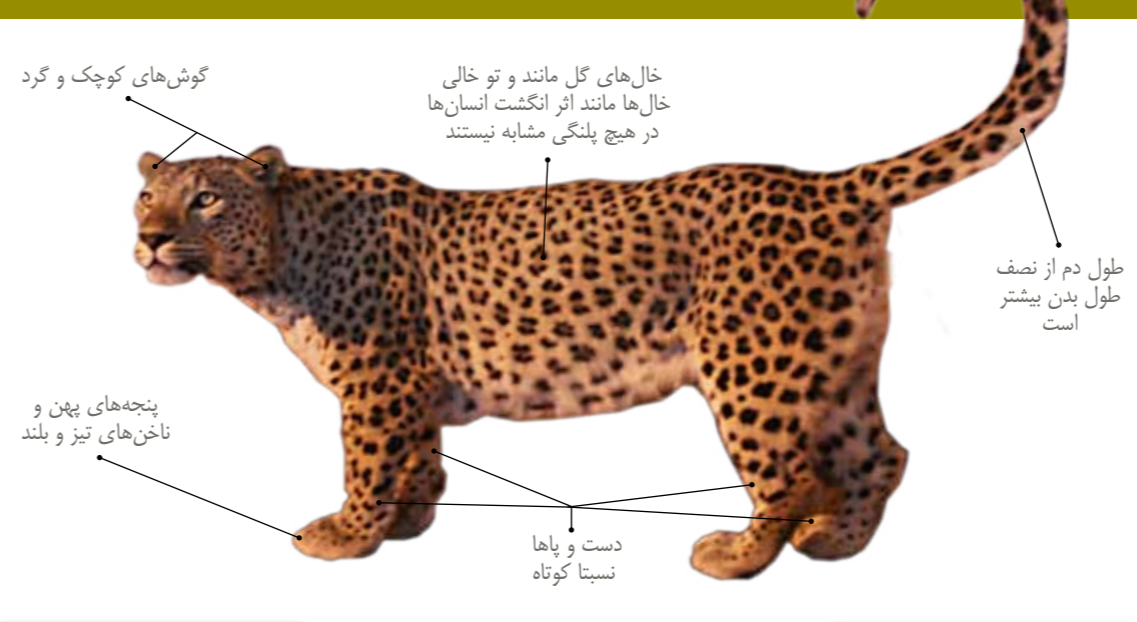 گوش‌های کوچک و گرد
خال‌های گل مانند و تو خالی
خال‌ها مانند اثر انگشت انسان‌ها
در هیچ پلنگی مشابه نیستند
طول دم از نصف
طول بدن بیشتر
است
پنجه‌های پهن و
ناخن‌های تیز و بلند
دست و پاها
نسبتا کوتاه